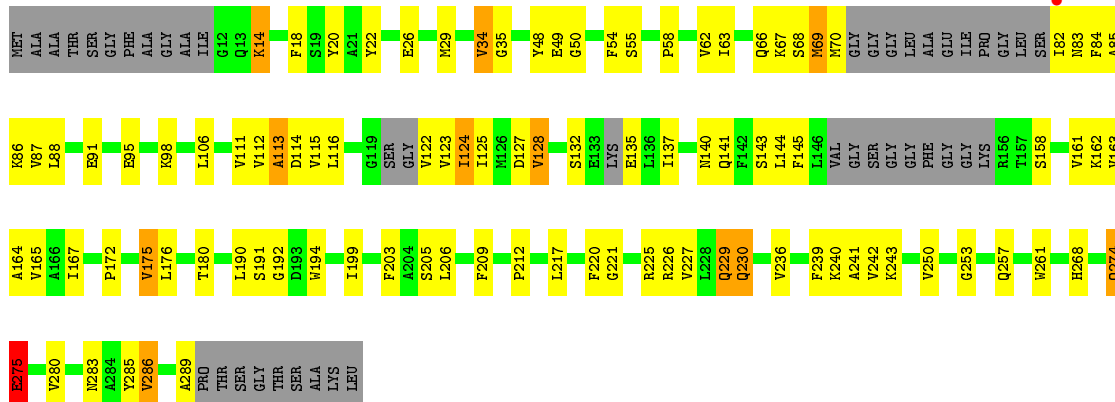 MET ALA ALA THR SER GLY PHE ALA GLY ALA ILE G12 Q13 K14 F18 S19 Y20 A21 Y22 E26 M29 V34 G35 Y48 E49 G50 F54 S55 P58 V62 I63 Q66 K67 S68 M69 M70 GLY GLY GLY LEU ALA GLU ILE PRO GLY LEU SER I82 N83 F84 A85
K86 V87 L88 E91 E95 K98 L106 V111 V112 A113 D114 V115 L116 G119 SER GLY V122 V123 I124 I125 M126 D127 V128 S132 E133 LYS E135 L136 I137 N140 Q141 F142 S143 L144 F145 L146 VAL GLY SER GLY GLY PHE GLY GLY LYS R156 T157 S158 V161 K162
A164 V165 A166 I167 P172 V175 L176 T180 L190 S191 G192 D193 W194 I199 F203 A204 S205 L206 F209 P212 L217 F220 G221 R225 R226 V227 L228 Q229 Q230 V236 F239 K240 A241 V242 K243 V250 G253 Q257 W261 H268
E275 V280 N283 A284 Y285 V286 A289 PRO THR SER GLY THR SER ALA LYS LEU